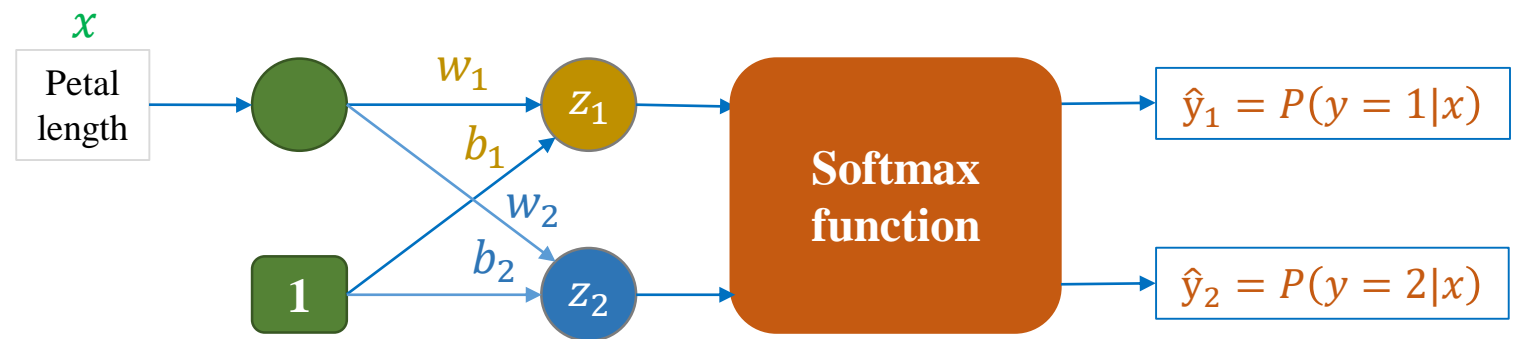 x
Petal
length
w₁
z₁
b₁
w₂
b₂
1
z₂
Softmax
function
ŷ₁ = P(y = 1|x)
ŷ₂ = P(y = 2|x)